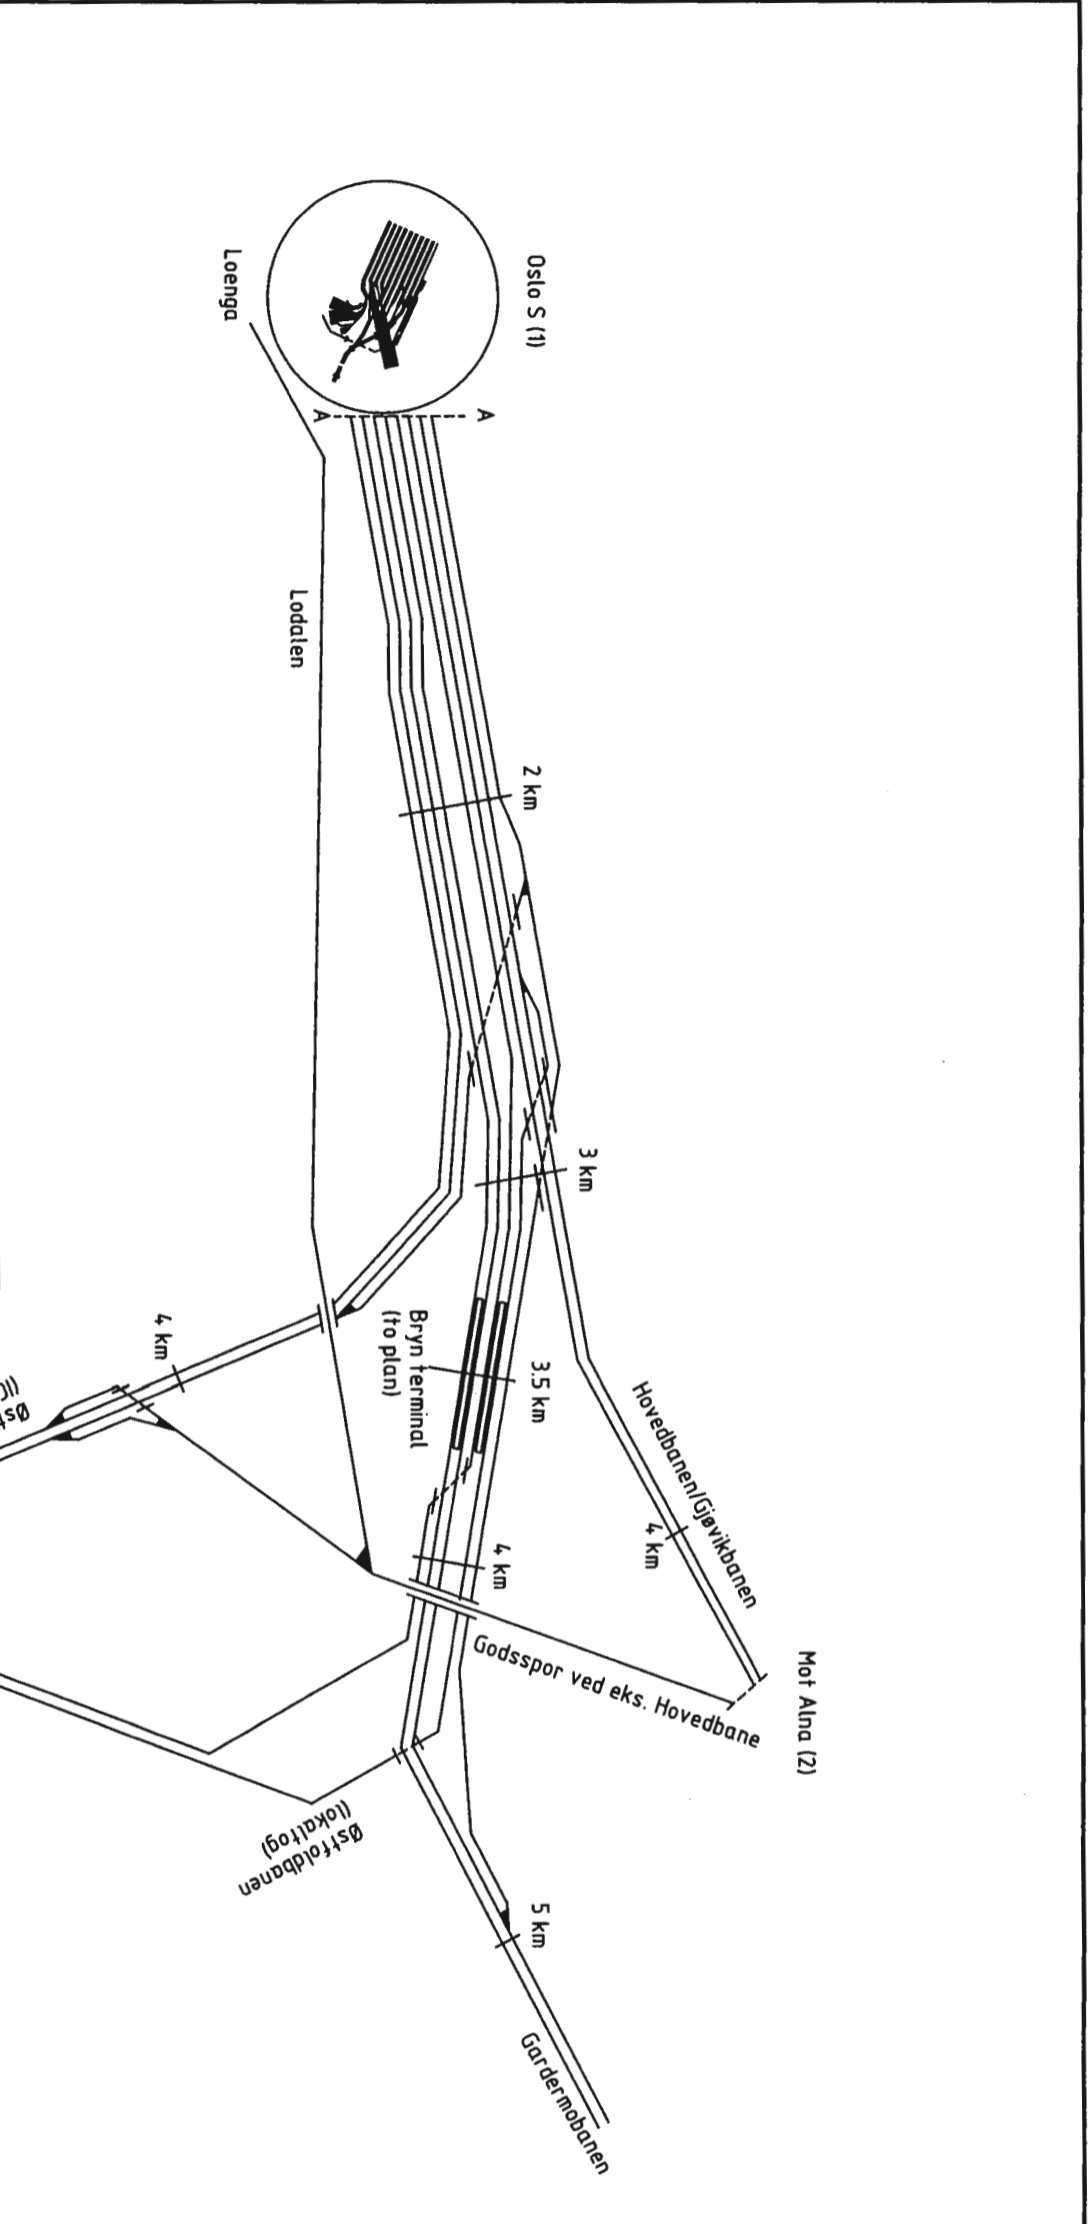 Oslo S (1)
Loenga
A
A
Lodalen
2 km
3 km
3.5 km
Bryn terminal
(to plan)
4 km
Hovedbanen/Gjøvikbanen
4 km
4 km
Godsspor ved eks. Hovedbane
Mot Alna (2)
Østfoldbanen
(lokaltog)
5 km
Gardermobanen